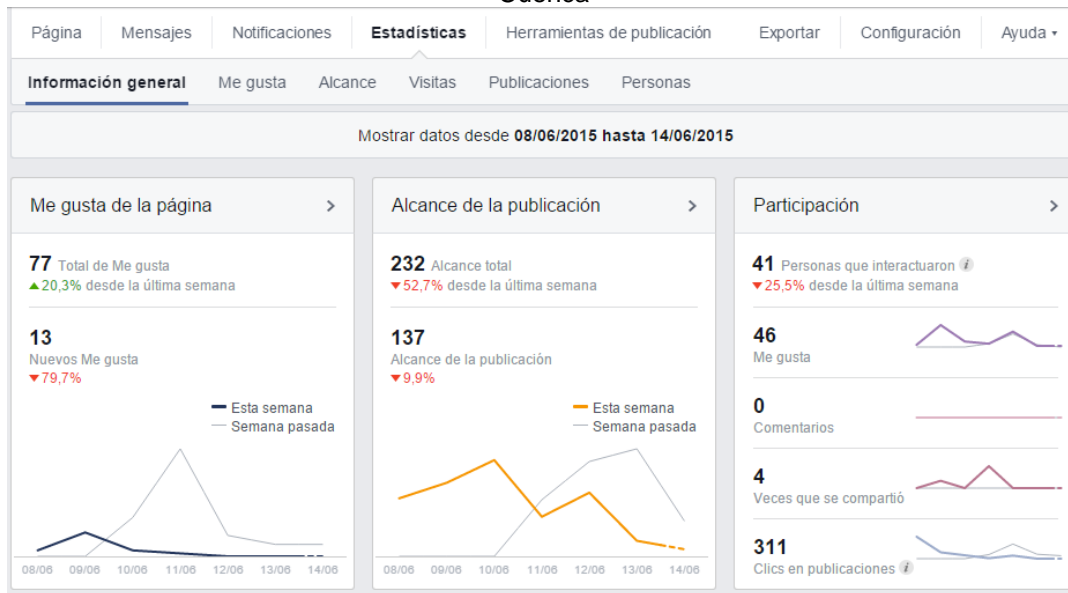 Cuenca
Página Mensajes Notificaciones Estadísticas Herramientas de publicación Exportar Configuración Ayuda
Información general Me gusta Alcance Visitas Publicaciones Personas
Mostrar datos desde 08/06/2015 hasta 14/06/2015
Me gusta de la página
77 Total de Me gusta
20,3% desde la última semana
13
Nuevos Me gusta
79,7%
Esta semana
Semana pasada
08/06 09/06 10/06 11/06 12/06 13/06 14/06
Alcance de la publicación
232 Alcance total
52,7% desde la última semana
137
Alcance de la publicación
9,9%
Esta semana
Semana pasada
08/06 09/06 10/06 11/06 12/06 13/06 14/06
Participación
41 Personas que interactuaron i
25,5% desde la última semana
46
Me gusta
0
Comentarios
4
Veces que se compartió
311
Clics en publicaciones i